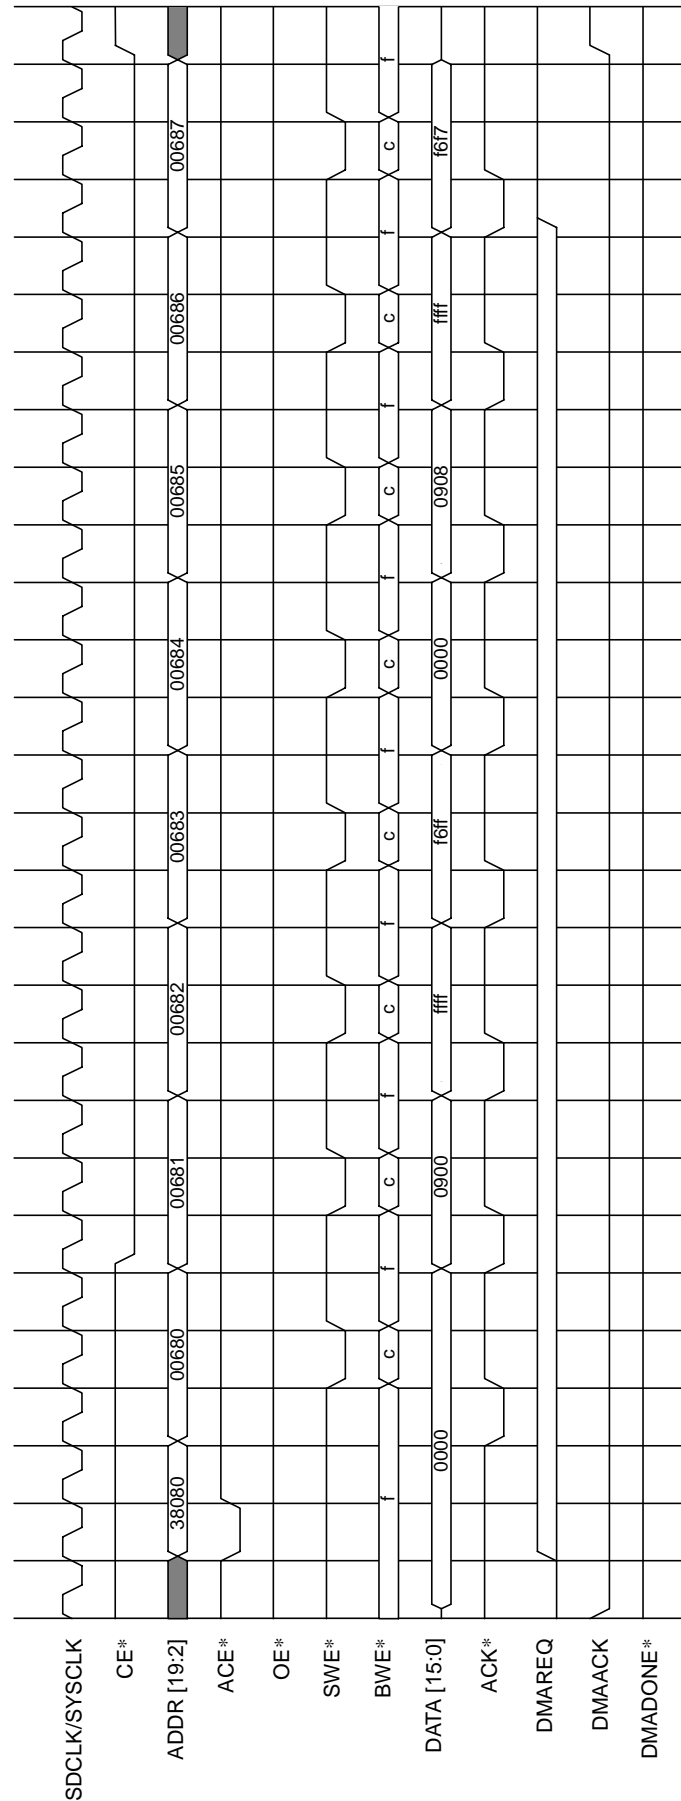 SDCLK/SYSCLK
CE*
ADDR [19:2] 38080 00680 00681 00682 00683 00684 00685 00686 00687
ACE*
OE*
SWE*
BWE* f c f c f c f c f c f c f c f c f
DATA [15:0] 0000 0900 ffff f6ff 0000 0908 ffff f6f7
ACK*
DMAREQ
DMAACK
DMADONE*